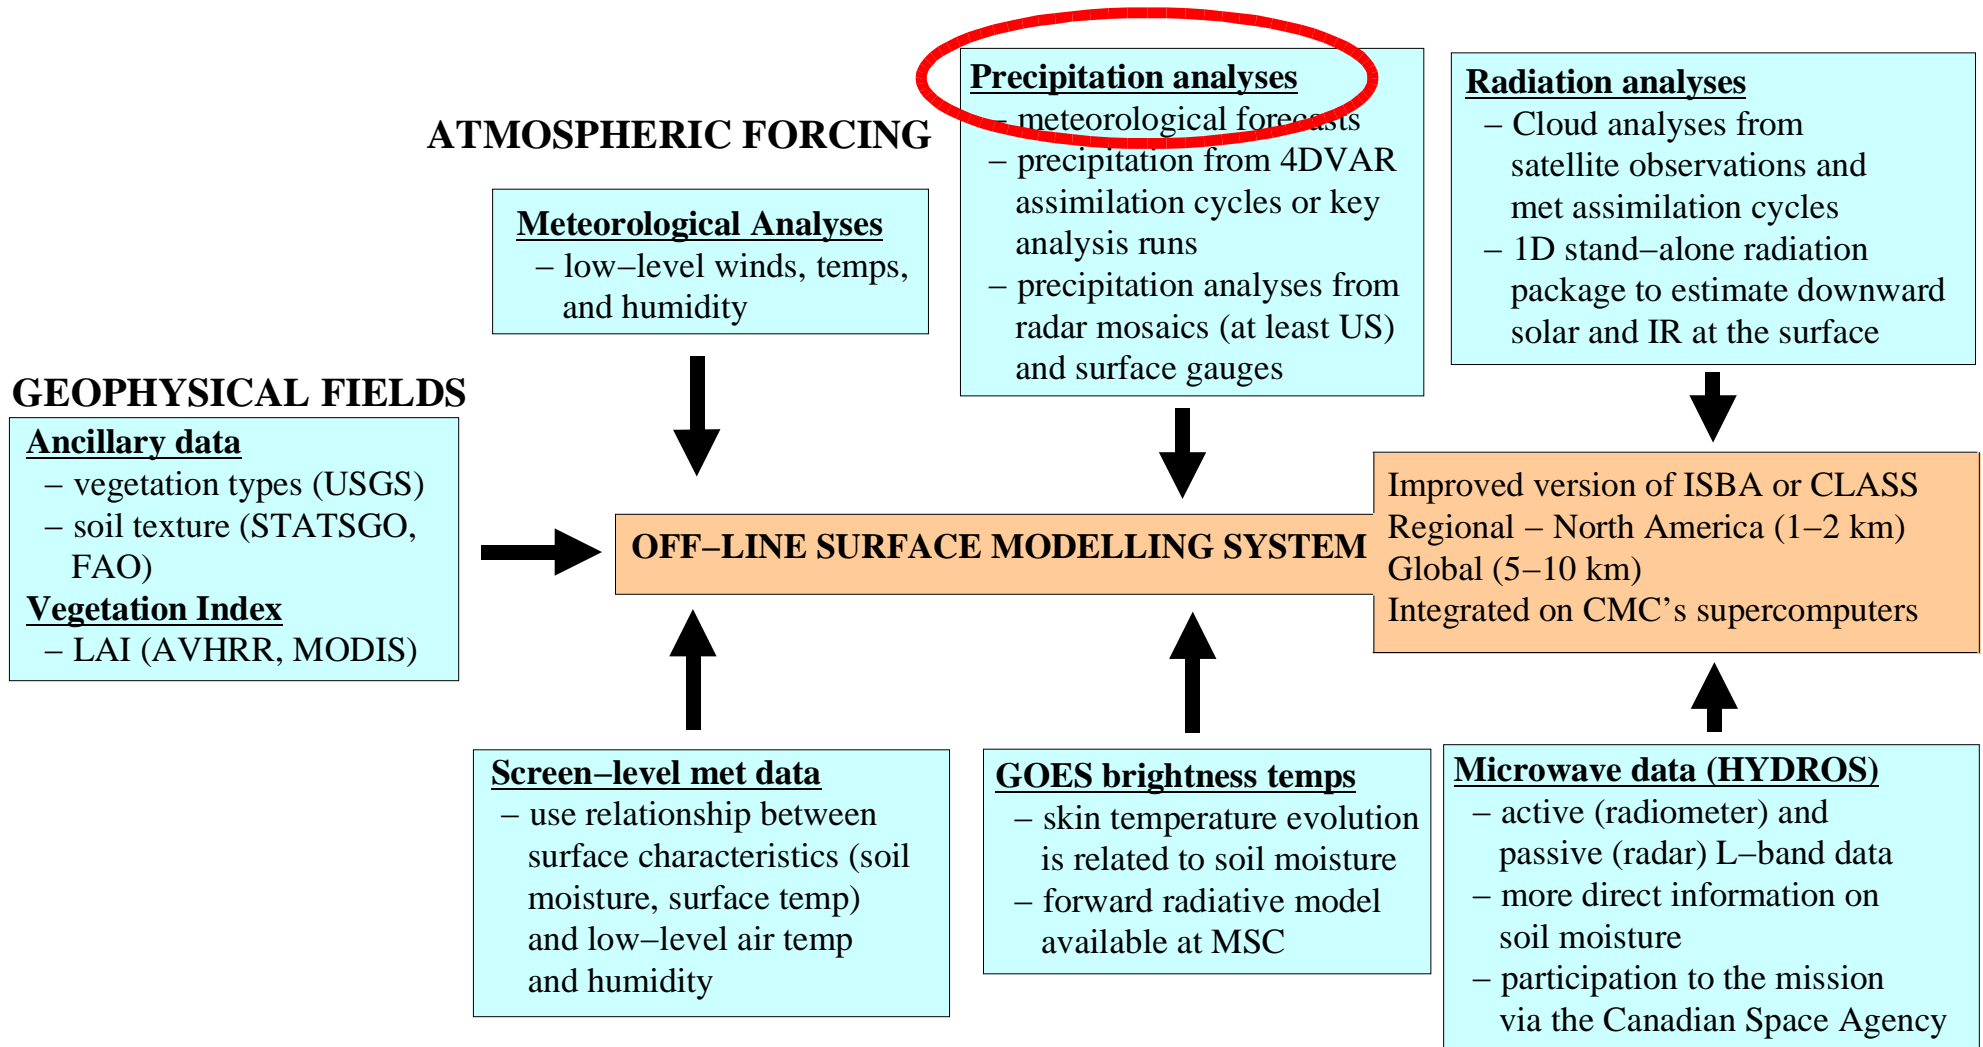 ATMOSPHERIC FORCING
Meteorological Analyses
– low–level winds, temps,
and humidity
Precipitation analyses
– meteorological forecasts
– precipitation from 4DVAR
assimilation cycles or key
analysis runs
– precipitation analyses from
radar mosaics (at least US)
and surface gauges
Radiation analyses
– Cloud analyses from
satellite observations and
met assimilation cycles
– 1D stand–alone radiation
package to estimate downward
solar and IR at the surface
GEOPHYSICAL FIELDS
Ancillary data
– vegetation types (USGS)
– soil texture (STATSGO,
FAO)
Vegetation Index
– LAI (AVHRR, MODIS)
OFF–LINE SURFACE MODELLING SYSTEM
Improved version of ISBA or CLASS
Regional – North America (1–2 km)
Global (5–10 km)
Integrated on CMC’s supercomputers
Screen–level met data
– use relationship between
surface characteristics (soil
moisture, surface temp)
and low–level air temp
and humidity
GOES brightness temps
– skin temperature evolution
is related to soil moisture
– forward radiative model
available at MSC
Microwave data (HYDROS)
– active (radiometer) and
passive (radar) L–band data
– more direct information on
soil moisture
– participation to the mission
via the Canadian Space Agency